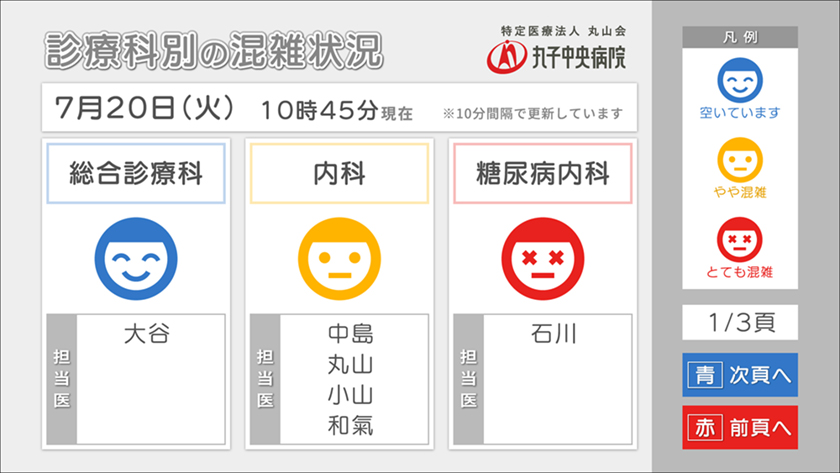 診療科別の混雑状況
特定医療法人 丸山会
丸子中央病院
7月20日(火) 10時45分現在 ※10分間隔で更新しています
総合診療科
担当医
大谷
内科
担当医
中島
丸山
小山
和氣
糖尿病内科
担当医
石川
凡例
空いています
やや混雑
とても混雑
1/3頁
青 次頁へ
赤 前頁へ